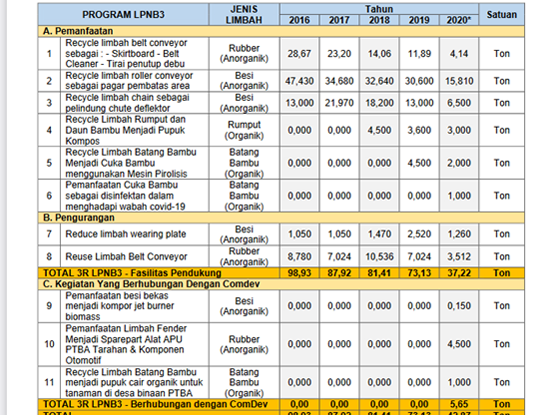 PROGRAM LPNB3 JENIS LIMBAH Tahun Satuan
2016 2017 2018 2019 2020*
A. Pemanfaatan
1 Recycle limbah belt conveyor sebagai : - Skirtboard - Belt Cleaner - Tirai penutup debu Rubber (Anorganik) 28,67 23,20 14,06 11,89 4,14 Ton
2 Recycle limbah roller conveyor sebagai pagar pembatas area Besi (Anorganik) 47,430 34,680 32,640 30,600 15,810 Ton
3 Recycle limbah chain sebagai pelindung chute deflektor Besi (Anorganik) 13,000 21,970 18,200 13,000 6,500 Ton
4 Recycle Limbah Rumput dan Daun Bambu Menjadi Pupuk Kompos Rumput (Organik) 0,000 0,000 4,500 3,600 3,000 Ton
5 Recycle Limbah Batang Bambu Menjadi Cuka Bambu menggunakan Mesin Pirolisis Batang Bambu (Organik) 0,000 0,000 0,000 4,500 2,000 Ton
6 Pemanfaatan Cuka Bambu sebagai disinfektan dalam menghadapi wabah covid-19 Batang Bambu (Organik) 0,000 0,000 0,000 0,000 1,000 Ton
B. Pengurangan
7 Reduce limbah wearing plate Besi (Anorganik) 1,050 1,050 1,470 2,520 1,260 Ton
8 Reuse Limbah Belt Conveyor Rubber (Anorganik) 8,780 7,024 10,536 7,024 3,512 Ton
TOTAL 3R LPNB3 - Fasilitas Pendukung 98,93 87,92 81,41 73,13 37,22 Ton
C. Kegiatan Yang Berhubungan Dengan Comdev
9 Pemanfaatan besi bekas menjadi kompor jet burner biomass Besi (Anorganik) 0,000 0,000 0,000 0,000 0,150 Ton
10 Pemanfaatan Limbah Fender Menjadi Sparepart Alat APU PTBA Tarahan & Komponen Otomotif Rubber (Anorganik) 0,000 0,000 0,000 0,000 4,500 Ton
11 Recycle Limbah Batang Bambu menjadi pupuk cair organik untuk tanaman di desa binaan PTBA Batang Bambu (Organik) 0,000 0,000 0,000 0,000 1,000 Ton
TOTAL 3R LPNB3 - Berhubungan dengan ComDev 0,00 0,00 0,00 0,00 5,65 Ton
TOTAL 98,93 87,92 81,41 73,13 42,87 Ton